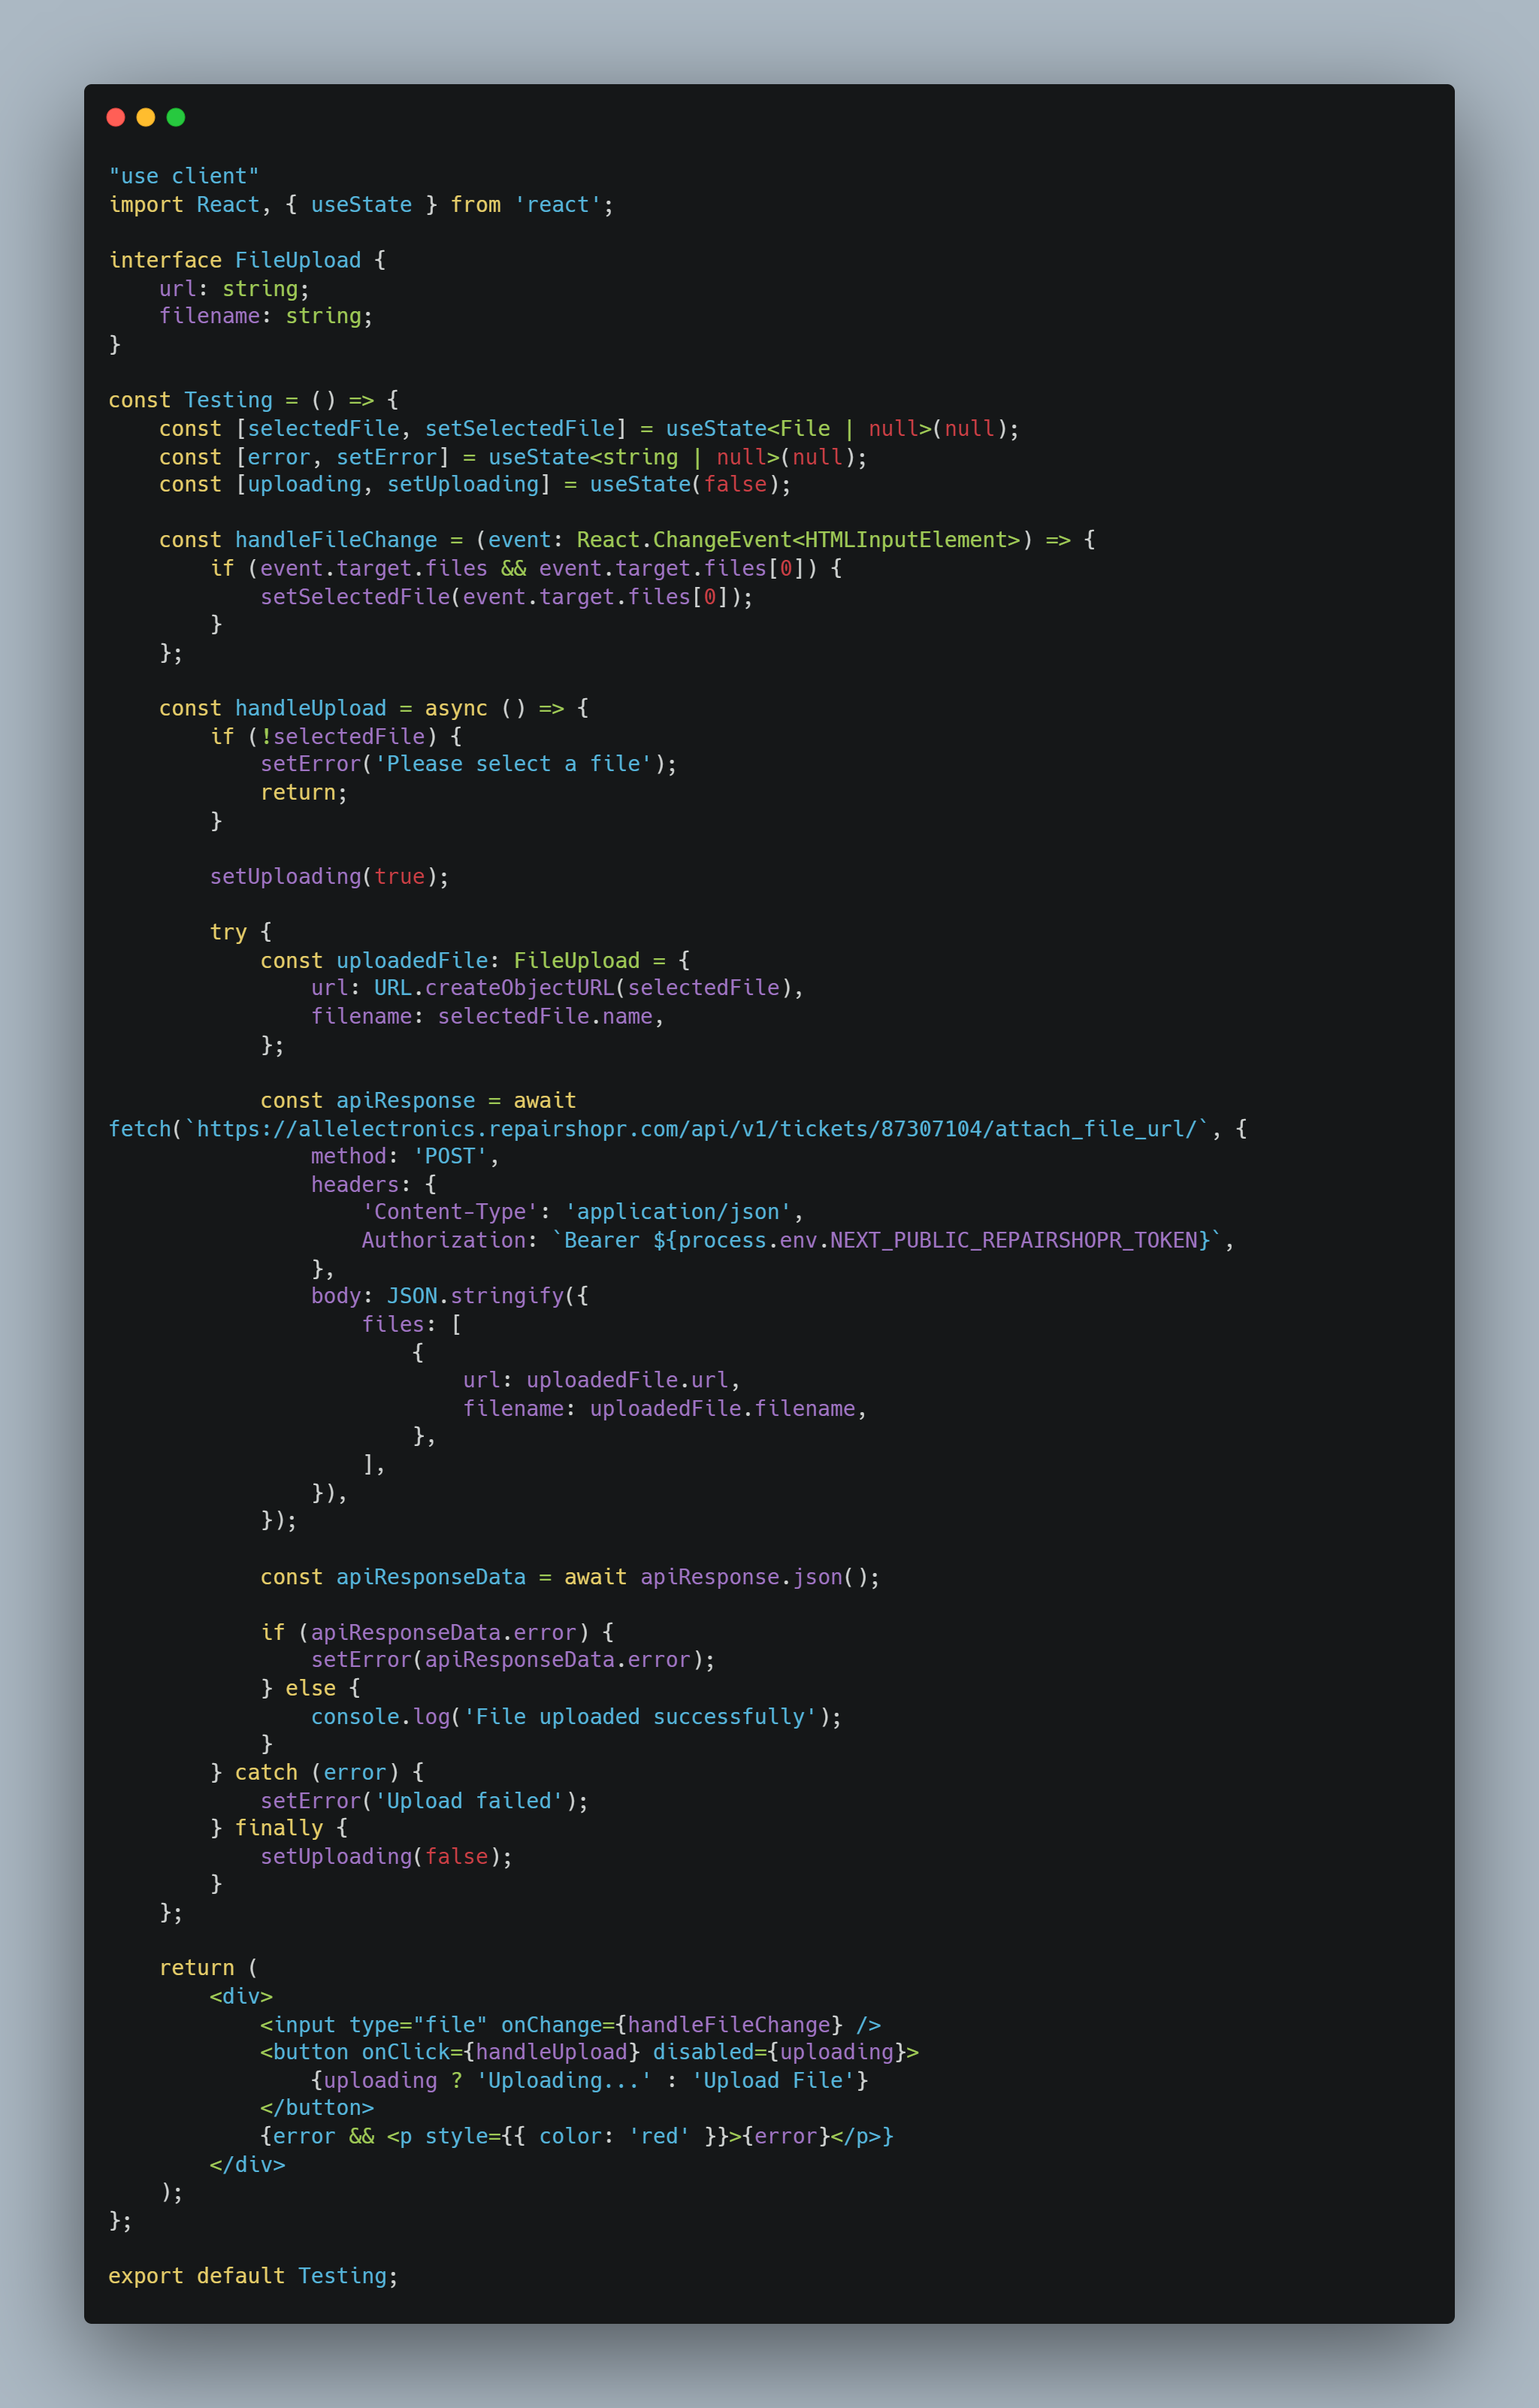 "use client"
import React, { useState } from 'react';

interface FileUpload {
    url: string;
    filename: string;
}

const Testing = () => {
    const [selectedFile, setSelectedFile] = useState<File | null>(null);
    const [error, setError] = useState<string | null>(null);
    const [uploading, setUploading] = useState(false);

    const handleFileChange = (event: React.ChangeEvent<HTMLInputElement>) => {
        if (event.target.files && event.target.files[0]) {
            setSelectedFile(event.target.files[0]);
        }
    };

    const handleUpload = async () => {
        if (!selectedFile) {
            setError('Please select a file');
            return;
        }

        setUploading(true);

        try {
            const uploadedFile: FileUpload = {
                url: URL.createObjectURL(selectedFile),
                filename: selectedFile.name,
            };

            const apiResponse = await
fetch(`https://allelectronics.repairshopr.com/api/v1/tickets/87307104/attach_file_url/`, {
                method: 'POST',
                headers: {
                    'Content-Type': 'application/json',
                    Authorization: `Bearer ${process.env.NEXT_PUBLIC_REPAIRSHOPR_TOKEN}`,
                },
                body: JSON.stringify({
                    files: [
                        {
                            url: uploadedFile.url,
                            filename: uploadedFile.filename,
                        },
                    ],
                }),
            });

            const apiResponseData = await apiResponse.json();

            if (apiResponseData.error) {
                setError(apiResponseData.error);
            } else {
                console.log('File uploaded successfully');
            }
        } catch (error) {
            setError('Upload failed');
        } finally {
            setUploading(false);
        }
    };

    return (
        <div>
            <input type="file" onChange={handleFileChange} />
            <button onClick={handleUpload} disabled={uploading}>
                {uploading ? 'Uploading...' : 'Upload File'}
            </button>
            {error && <p style={{ color: 'red' }}>{error}</p>}
        </div>
    );
};

export default Testing;